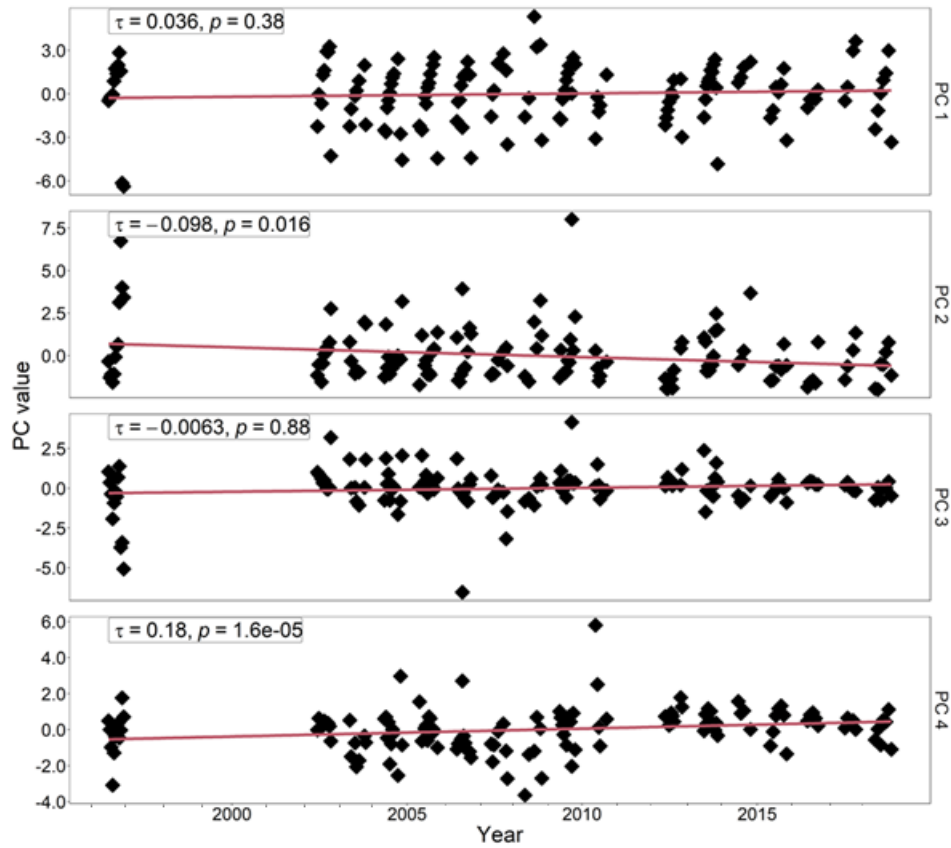 τ = 0.036, p = 0.38
3.0
0.0
-3.0
-6.0
PC 1
τ = −0.098, p = 0.016
7.5
5.0
2.5
0.0
PC 2
PC value
τ = −0.0063, p = 0.88
2.5
0.0
-2.5
-5.0
PC 3
τ = 0.18, p = 1.6e-05
6.0
4.0
2.0
0.0
-2.0
-4.0
PC 4
2000 2005 2010 2015
Year